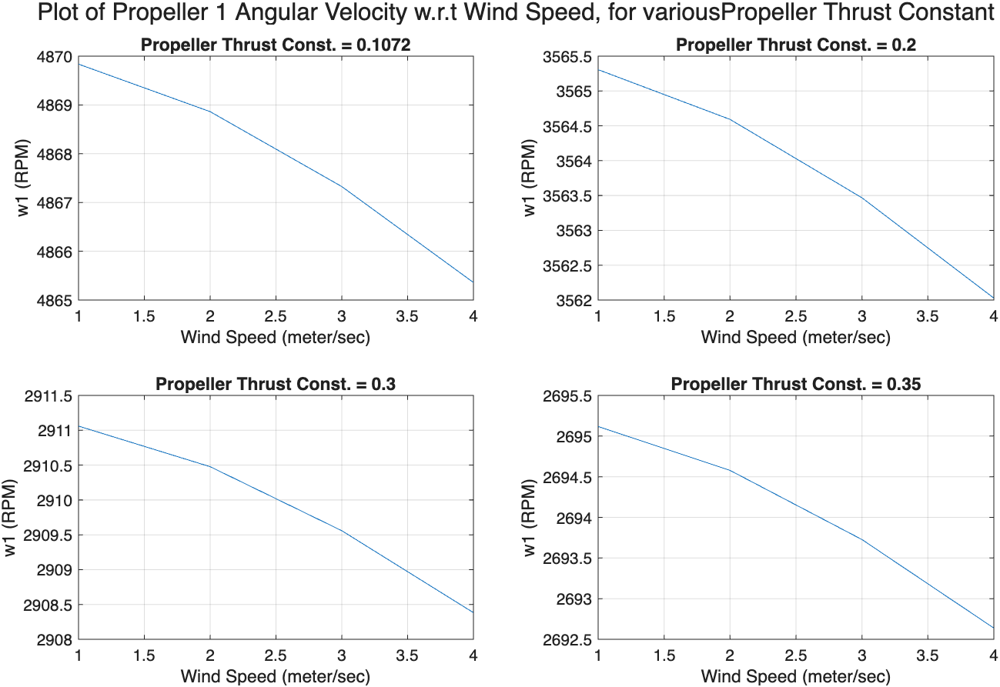 Plot of Propeller 1 Angular Velocity w.r.t Wind Speed, for variousPropeller Thrust Constant
Propeller Thrust Const. = 0.1072
4870
4869
4868
4867
4866
4865
w1 (RPM)
1 1.5 2 2.5 3 3.5 4
Wind Speed (meter/sec)
Propeller Thrust Const. = 0.2
3565.5
3565
3564.5
3564
3563.5
3563
3562.5
3562
w1 (RPM)
1 1.5 2 2.5 3 3.5 4
Wind Speed (meter/sec)
Propeller Thrust Const. = 0.3
2911.5
2911
2910.5
2910
2909.5
2909
2908.5
2908
w1 (RPM)
1 1.5 2 2.5 3 3.5 4
Wind Speed (meter/sec)
Propeller Thrust Const. = 0.35
2695.5
2695
2694.5
2694
2693.5
2693
2692.5
w1 (RPM)
1 1.5 2 2.5 3 3.5 4
Wind Speed (meter/sec)